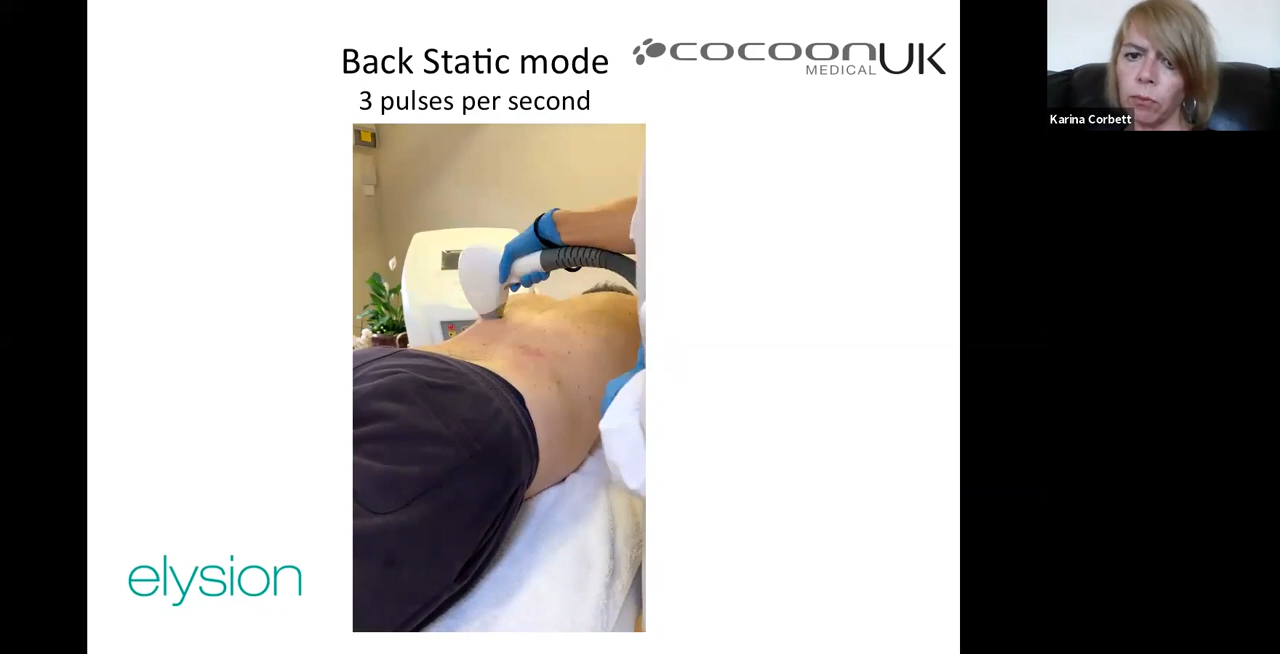 Back Static mode
3 pulses per second
cocoonUK
MEDICAL
Karina Corbett
elysion